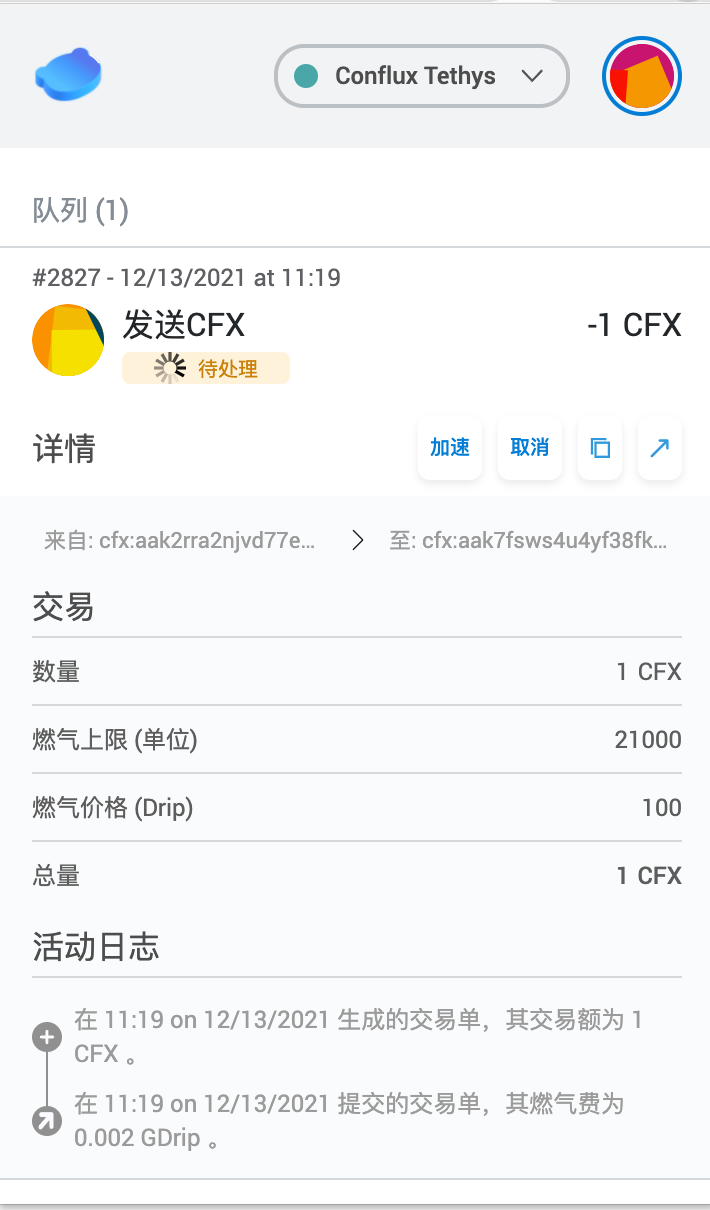 Conflux Tethys
队列 (1)
#2827 - 12/13/2021 at 11:19
发送CFX
-1 CFX
待处理
详情
加速
取消
来自: cfx:aak2rra2njvd77e...
至: cfx:aak7fsws4u4yf38fk...
交易
数量
1 CFX
燃气上限 (单位)
21000
燃气价格 (Drip)
100
总量
1 CFX
活动日志
在 11:19 on 12/13/2021 生成的交易单，其交易额为 1
CFX 。
在 11:19 on 12/13/2021 提交的交易单，其燃气费为
0.002 GDrip 。